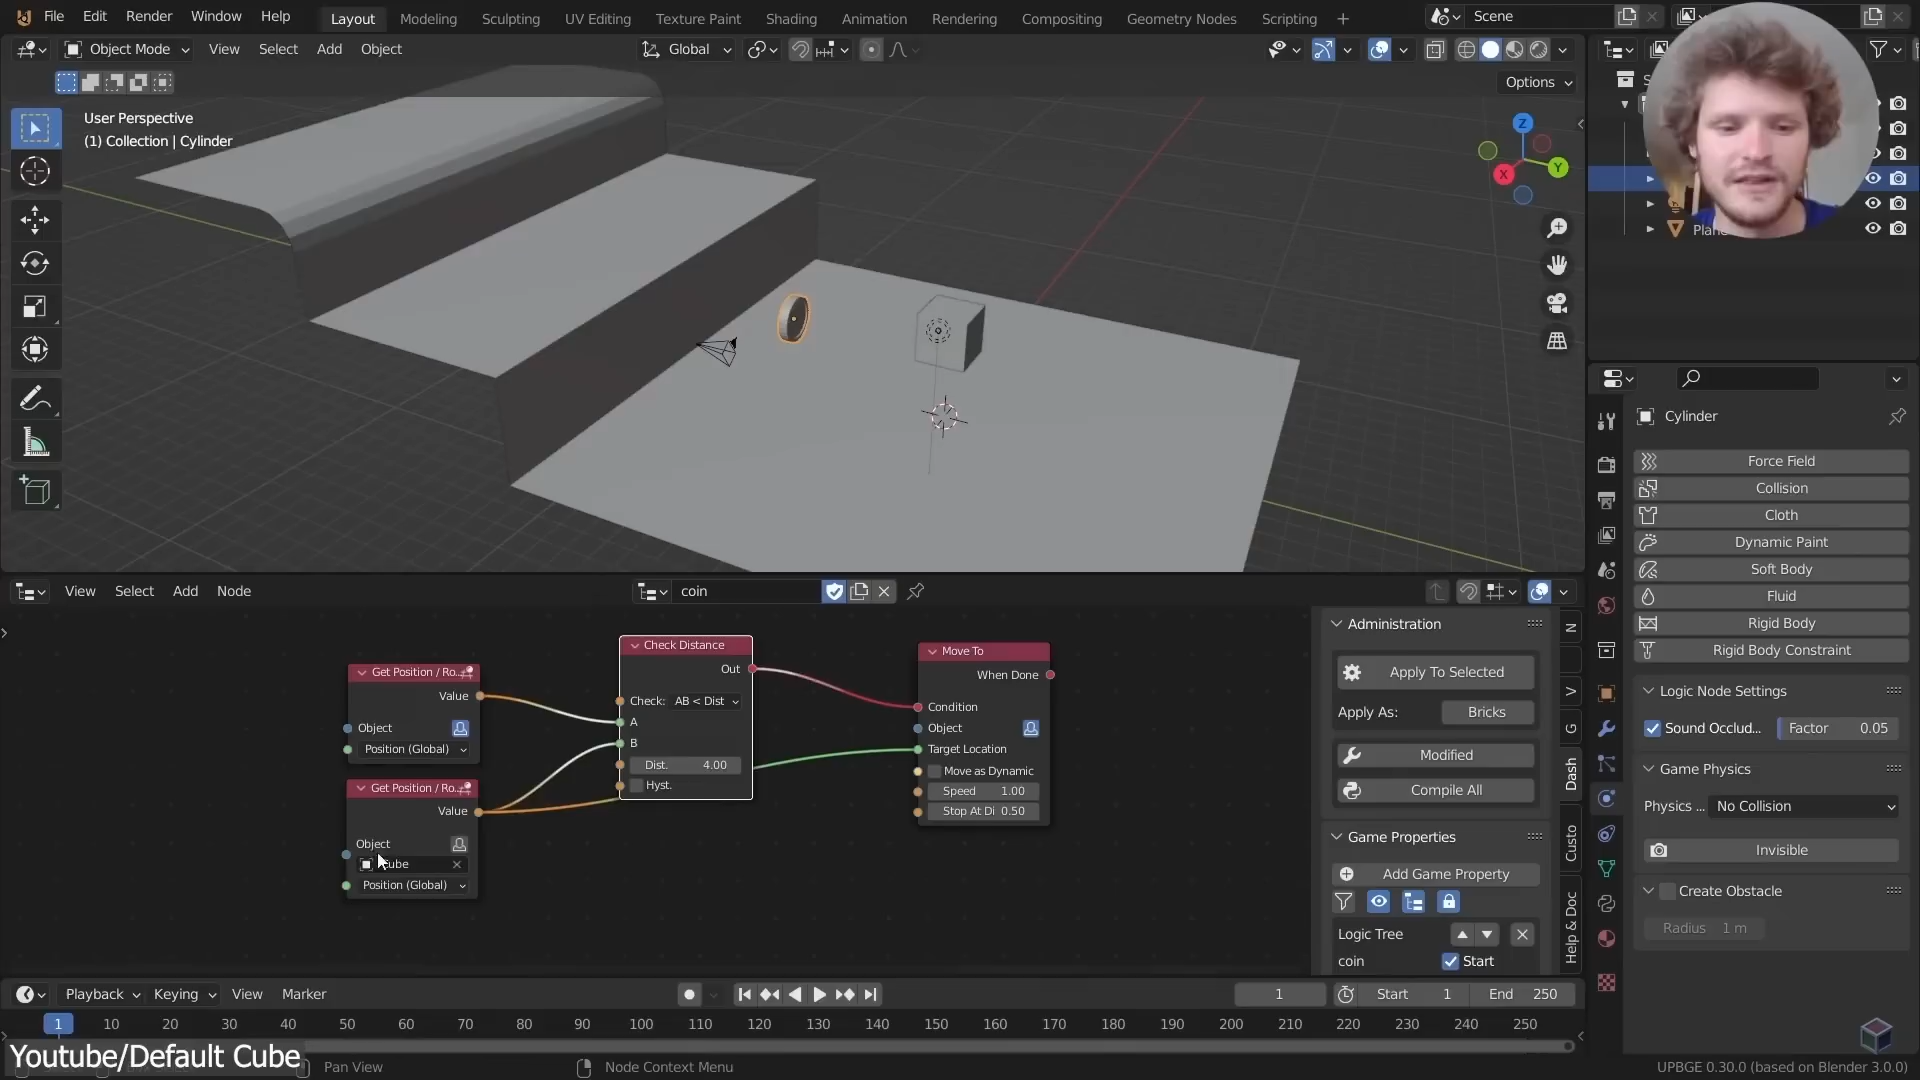 File Edit Render Window Help Layout Modeling Sculpting UV Editing Texture Paint Shading Animation Rendering Compositing Geometry Nodes Scripting + Scene
Object Mode View Select Add Object Global
Options
User Perspective
(1) Collection | Cylinder
Z
Y
X
View Select Add Node coin
Check Distance
Out
Check: AB < Dist
A
B
Dist. 4.00
Hyst.
Get Position / Ro...
Value
Object
Position (Global)
Get Position / Ro...
Value
Object
Position (Global)
Move To
When Done
Condition
Object
Target Location
Move as Dynamic
Speed 1.00
Stop At Di 0.50
Administration
Apply To Selected
Apply As: Bricks
Modified
Compile All
Game Properties
Add Game Property
Logic Tree
coin Start
N
V
G
Dash
Custo
Help & Doc
Cylinder
Force Field
Collision
Cloth
Dynamic Paint
Soft Body
Fluid
Rigid Body
Rigid Body Constraint
Logic Node Settings
Sound Occlud... Factor 0.05
Game Physics
Physics ... No Collision
Invisible
Create Obstacle
Radius 1 m
Playback Keying View Marker 1 Start 1 End 250
1 10 20 30 40 50 60 70 80 90 100 110 120 130 140 150 160 170 180 190 200 210 220 230 240 250
Youtube/Default Cube
Pan View Node Context Menu UPBGE 0.30.0 (based on Blender 3.0.0)